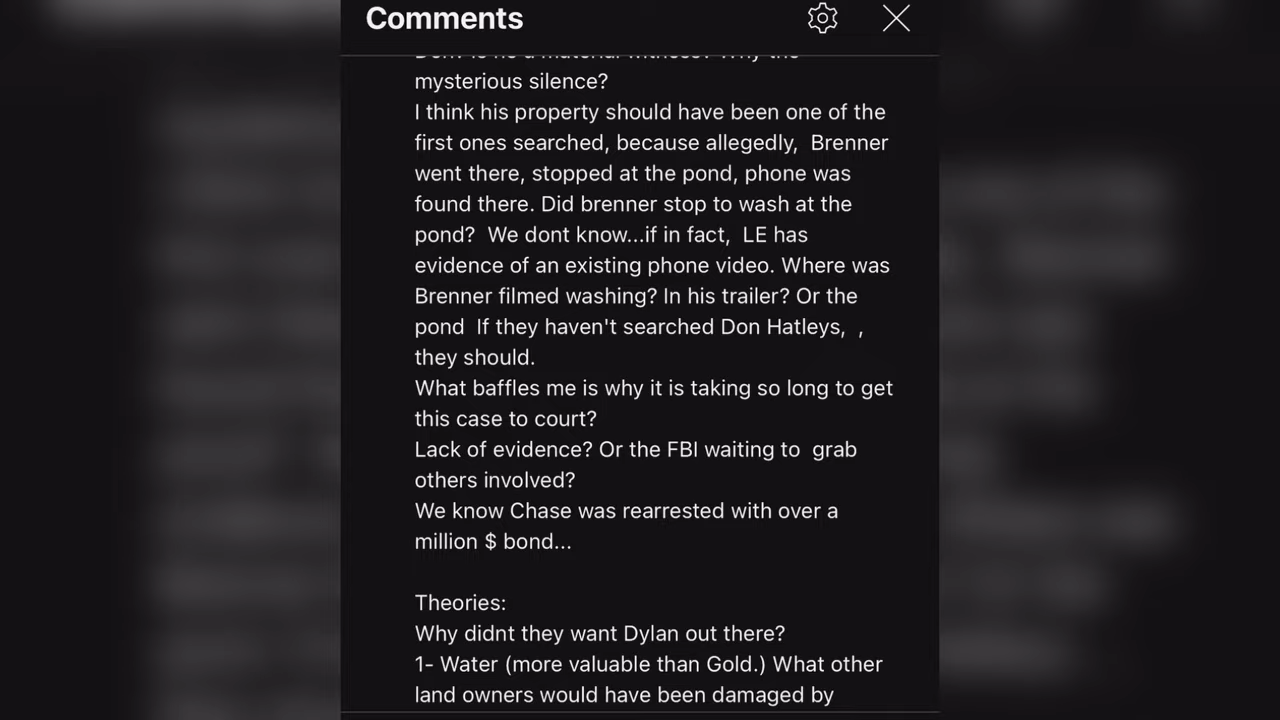 Comments
mysterious silence?
I think his property should have been one of the
first ones searched, because allegedly,  Brenner
went there, stopped at the pond, phone was
found there. Did brenner stop to wash at the
pond?  We dont know...if in fact,  LE has
evidence of an existing phone video. Where was
Brenner filmed washing? In his trailer? Or the
pond  If they haven't searched Don Hatleys,  ,
they should.
What baffles me is why it is taking so long to get
this case to court?
Lack of evidence? Or the FBI waiting to  grab
others involved?
We know Chase was rearrested with over a
million $ bond...
Theories:
Why didnt they want Dylan out there?
1- Water (more valuable than Gold.) What other
land owners would have been damaged by